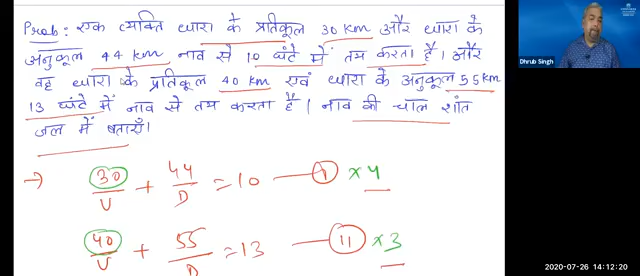 Prob: एक व्यक्ति धारा के प्रतिकूल 30 km और धारा के
अनुकूल 44 km नाव से 10 घंटे में तय करता है। और
वह धारा के प्रतिकूल 40 km एवं धारा के अनुकूल 55 km
13 घंटे में नाव से तय करता है। नाव की चाल शांत
जल में बताएँ।
→ 30/U + 44/D = 10 — I ×4
40/U + 55/D = 13 — II ×3
Dhrub Singh
2020-07-26 14:12:20